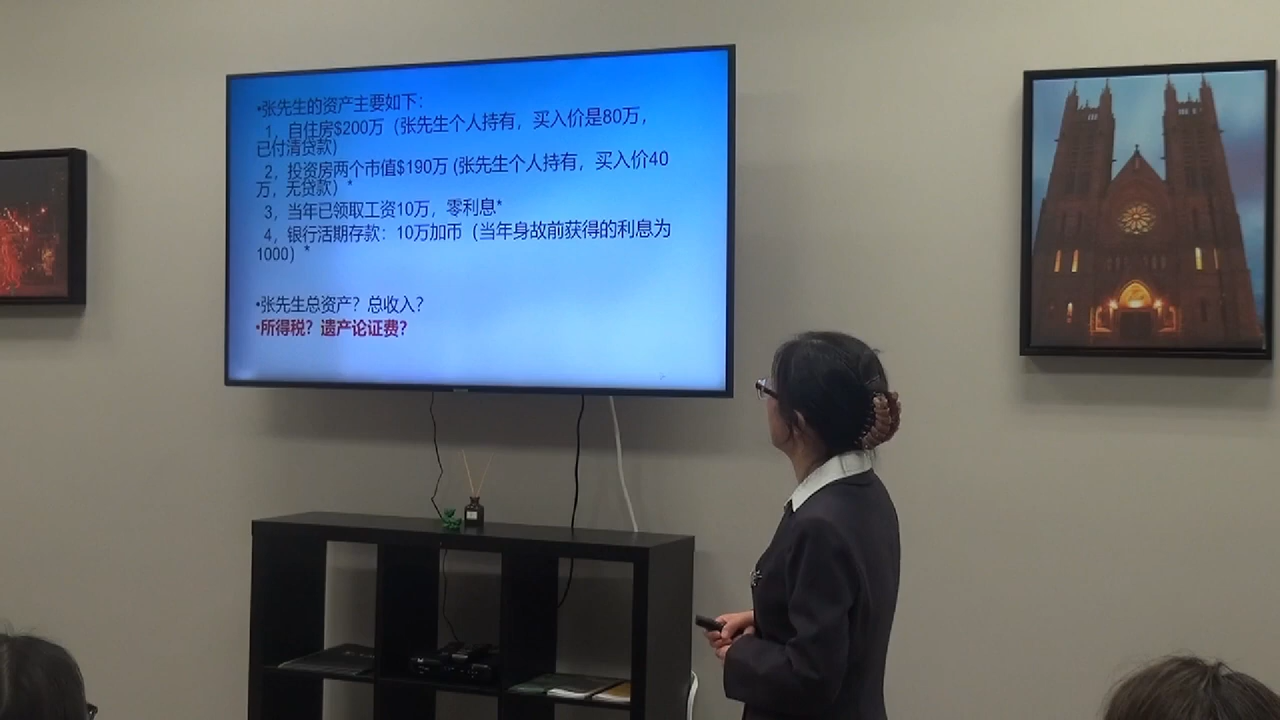 •张先生的资产主要如下：
1，自住房$200万（张先生个人持有，买入价是80万，
已付清贷款)
2，投资房两个市值$190万 (张先生个人持有，买入价40
万，无贷款）*
3，当年已领取工资10万，零利息*
4，银行活期存款：10万加币（当年身故前获得的利息为
1000）*
•张先生总资产？总收入？
•所得税？遗产论证费？